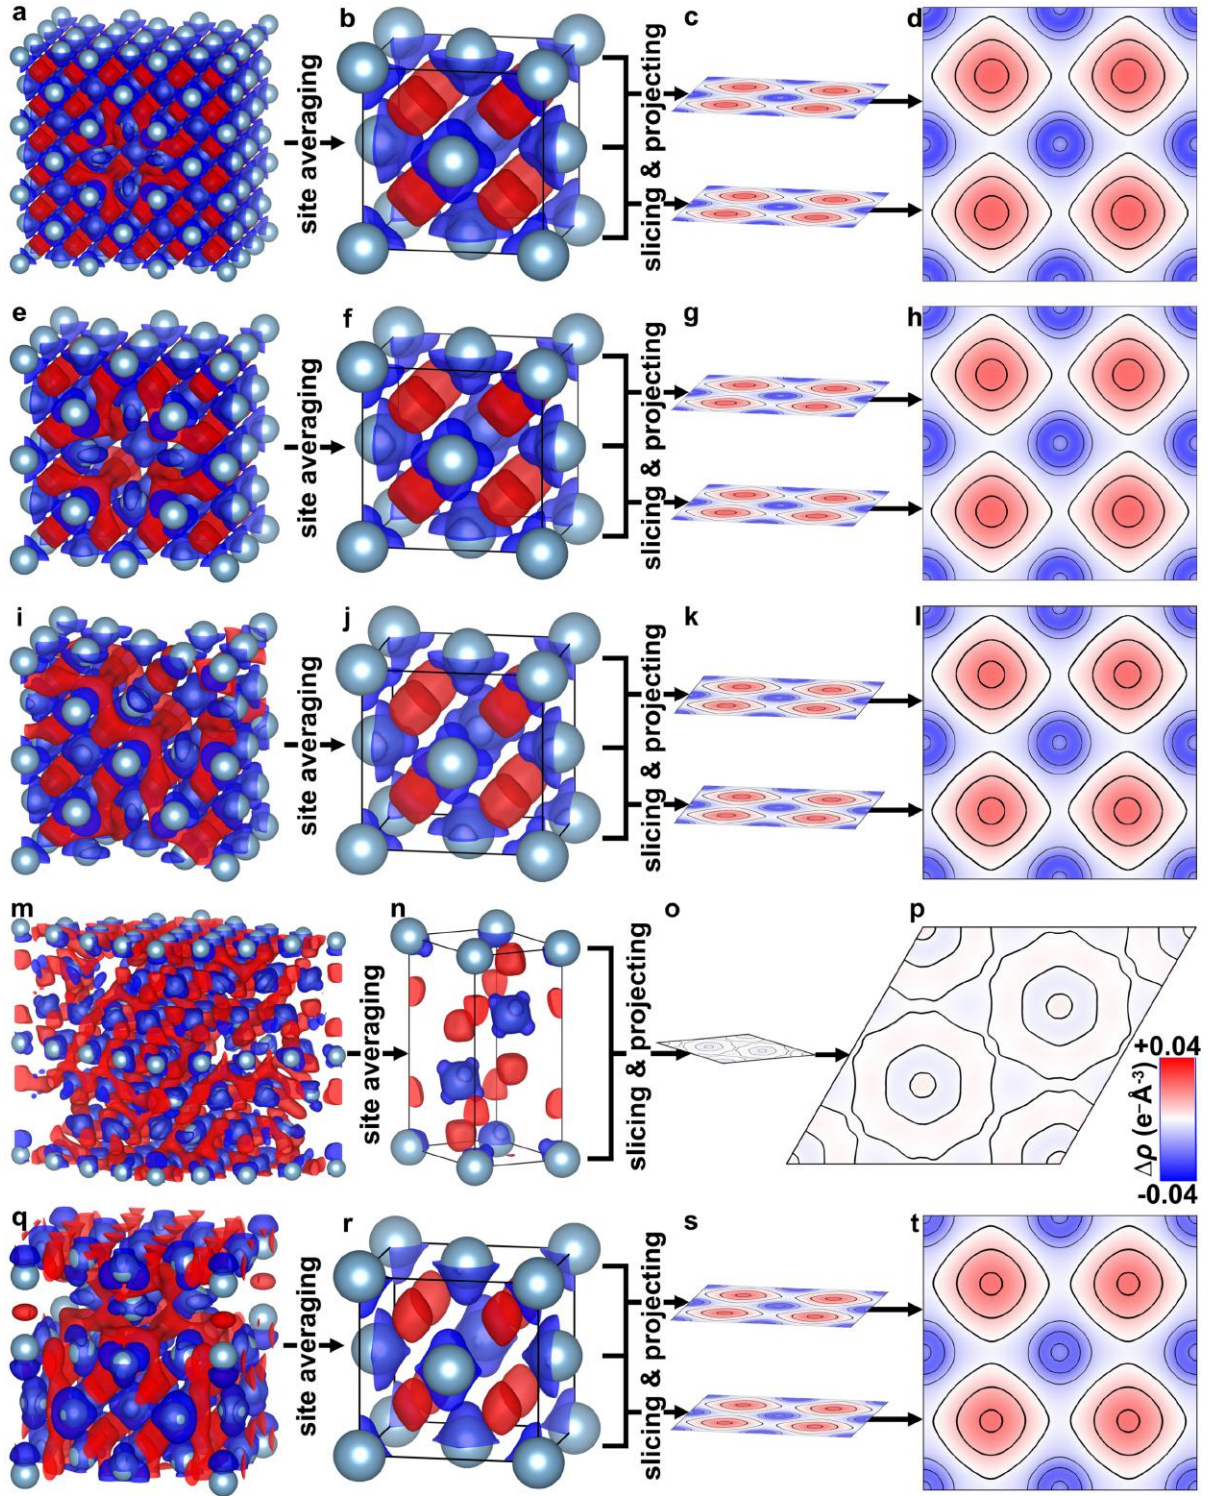 a
b
c
d
site averaging
slicing & projecting
e
f
g
h
site averaging
slicing & projecting
i
j
k
l
site averaging
slicing & projecting
m
n
o
p
site averaging
slicing & projecting
+0.04
Δρ (e⁻Å⁻³)
-0.04
q
r
s
t
site averaging
slicing & projecting